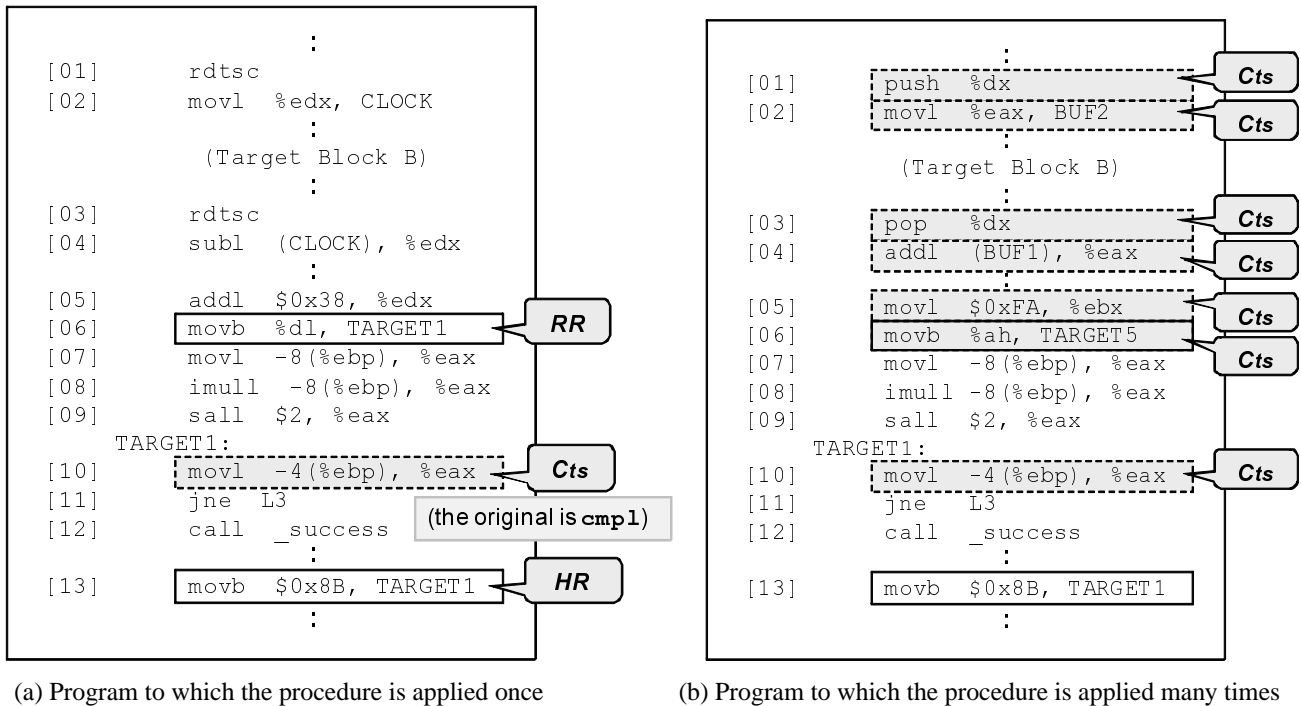 :
[01] rdtsc
[02] movl %edx, CLOCK
:
(Target Block B)
:
[03] rdtsc
[04] subl (CLOCK), %edx
:
[05] addl $0x38, %edx
[06] movb %dl, TARGET1 RR
[07] movl -8(%ebp), %eax
[08] imull -8(%ebp), %eax
[09] sall $2, %eax
TARGET1:
[10] movl -4(%ebp), %eax Cts
[11] jne L3
(the original is cmpl)
[12] call _success
:
[13] movb $0x8B, TARGET1 HR
:
(a) Program to which the procedure is applied once
:
[01] push %dx Cts
[02] movl %eax, BUF2 Cts
:
(Target Block B)
:
[03] pop %dx Cts
[04] addl (BUF1), %eax Cts
:
[05] movl $0xFA, %ebx Cts
[06] movb %ah, TARGET5 Cts
[07] movl -8(%ebp), %eax
[08] imull -8(%ebp), %eax
[09] sall $2, %eax
TARGET1:
[10] movl -4(%ebp), %eax Cts
[11] jne L3
[12] call _success
:
[13] movb $0x8B, TARGET1
:
(b) Program to which the procedure is applied many times